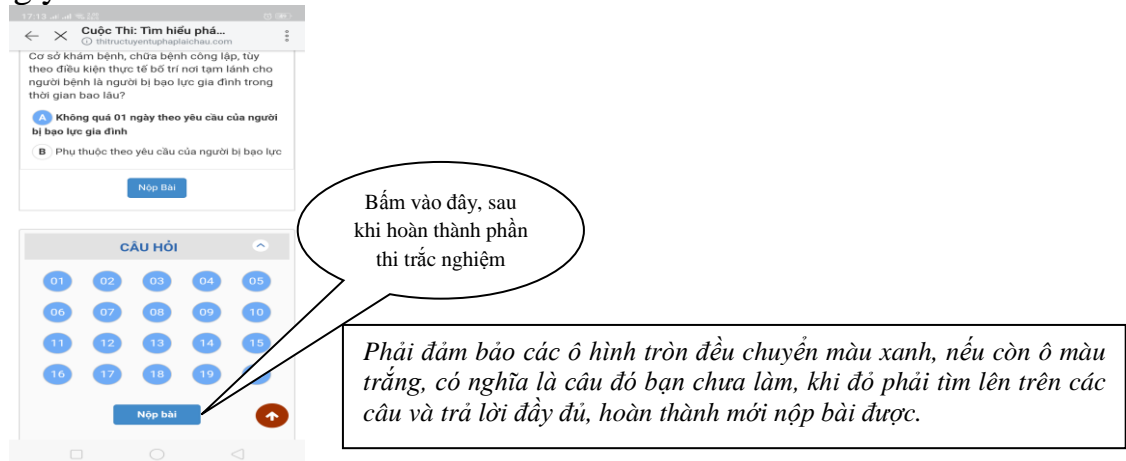 17:13
Cuộc Thi: Tìm hiểu phá...
thitructuyentuphaplaichau.com
Cơ sở khám bệnh, chữa bệnh công lập, tùy
theo điều kiện thực tế bố trí nơi tạm lánh cho
người bệnh là người bị bạo lực gia đình trong
thời gian bao lâu?
A Không quá 01 ngày theo yêu cầu của người
bị bạo lực gia đình
B Phụ thuộc theo yêu cầu của người bị bạo lực
Nộp Bài
Bấm vào đây, sau
khi hoàn thành phần
thi trắc nghiệm
CÂU HỎI
01 02 03 04 05
06 07 08 09 10
11 12 13 14 15
16 17 18 19
Nộp bài
Phải đảm bảo các ô hình tròn đều chuyển màu xanh, nếu còn ô màu
trắng, có nghĩa là câu đó bạn chưa làm, khi đỏ phải tìm lên trên các
câu và trả lời đầy đủ, hoàn thành mới nộp bài được.